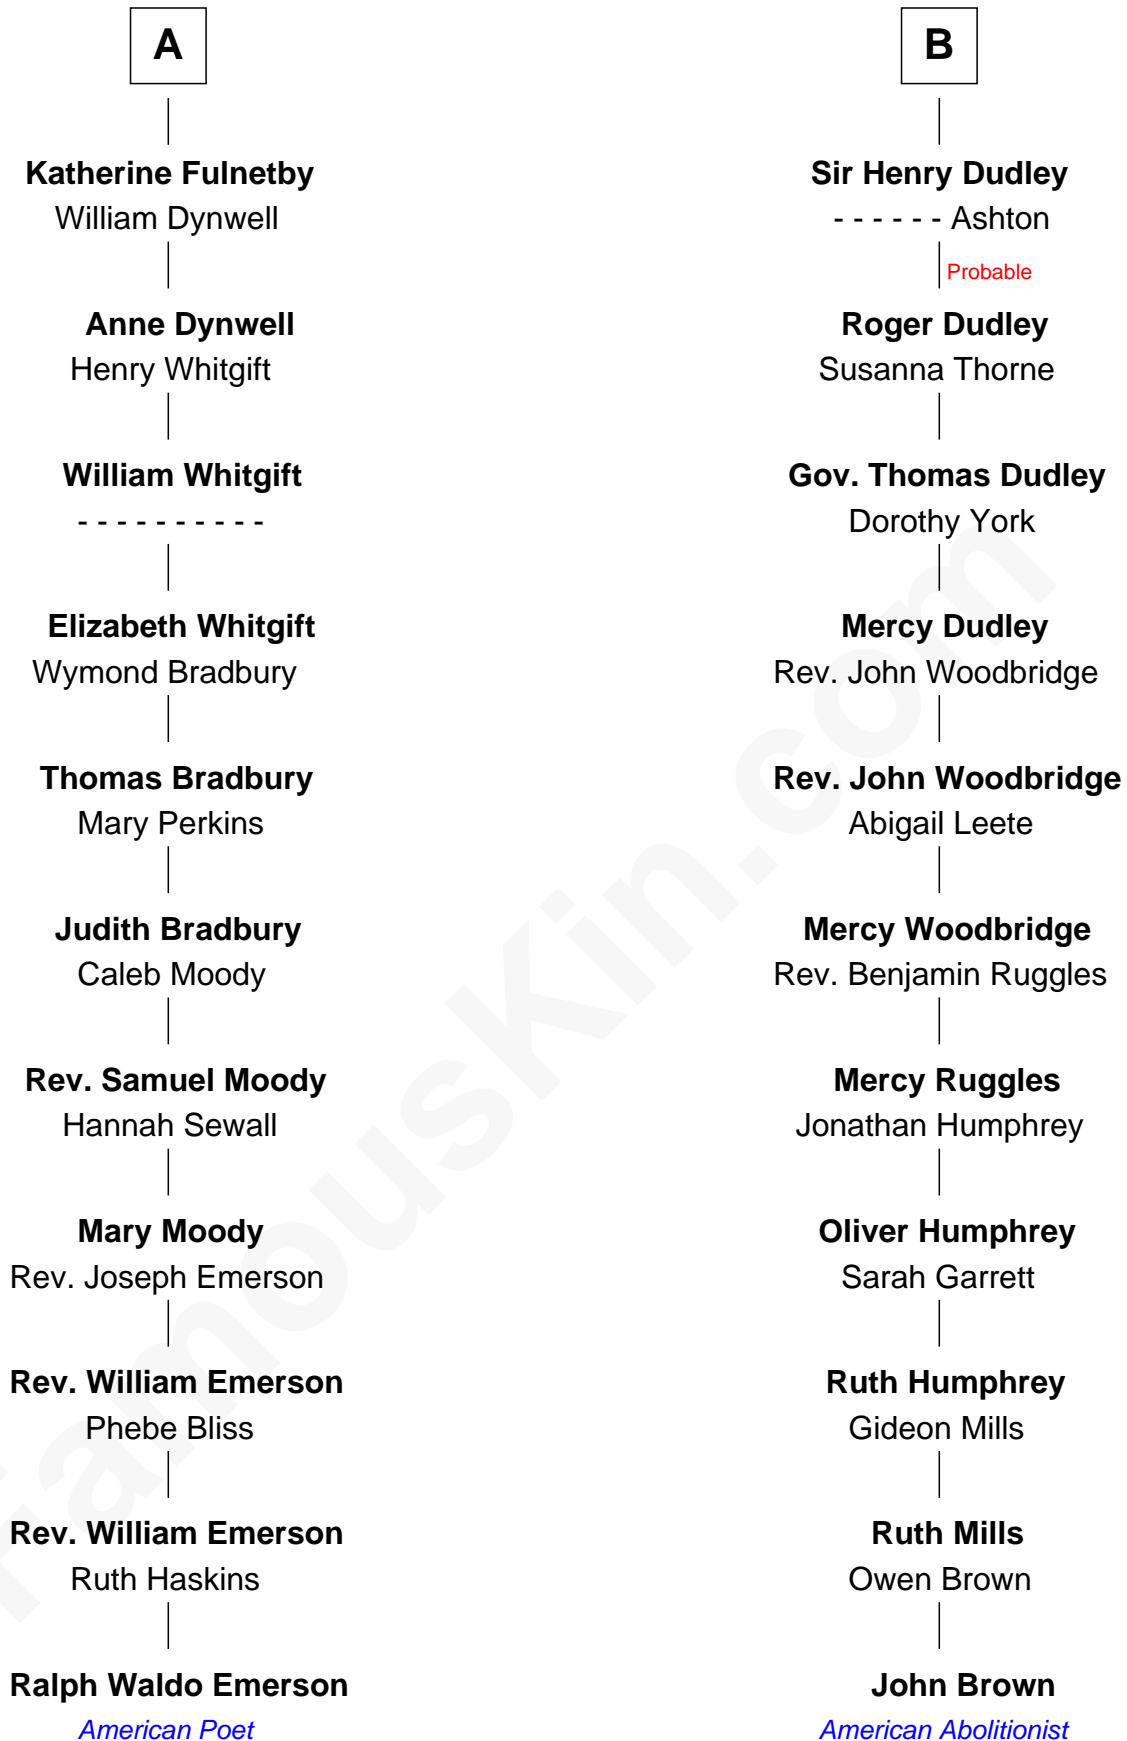 A
Katherine Fulnetby
William Dynwell
Anne Dynwell
Henry Whitgift
William Whitgift
- - - - - - - - - -
Elizabeth Whitgift
Wymond Bradbury
Thomas Bradbury
Mary Perkins
Judith Bradbury
Caleb Moody
Rev. Samuel Moody
Hannah Sewall
Mary Moody
Rev. Joseph Emerson
Rev. William Emerson
Phebe Bliss
Rev. William Emerson
Ruth Haskins
Ralph Waldo Emerson
American Poet
B
Sir Henry Dudley
- - - - - - Ashton
Probable
Roger Dudley
Susanna Thorne
Gov. Thomas Dudley
Dorothy York
Mercy Dudley
Rev. John Woodbridge
Rev. John Woodbridge
Abigail Leete
Mercy Woodbridge
Rev. Benjamin Ruggles
Mercy Ruggles
Jonathan Humphrey
Oliver Humphrey
Sarah Garrett
Ruth Humphrey
Gideon Mills
Ruth Mills
Owen Brown
John Brown
American Abolitionist
FamousKin.com